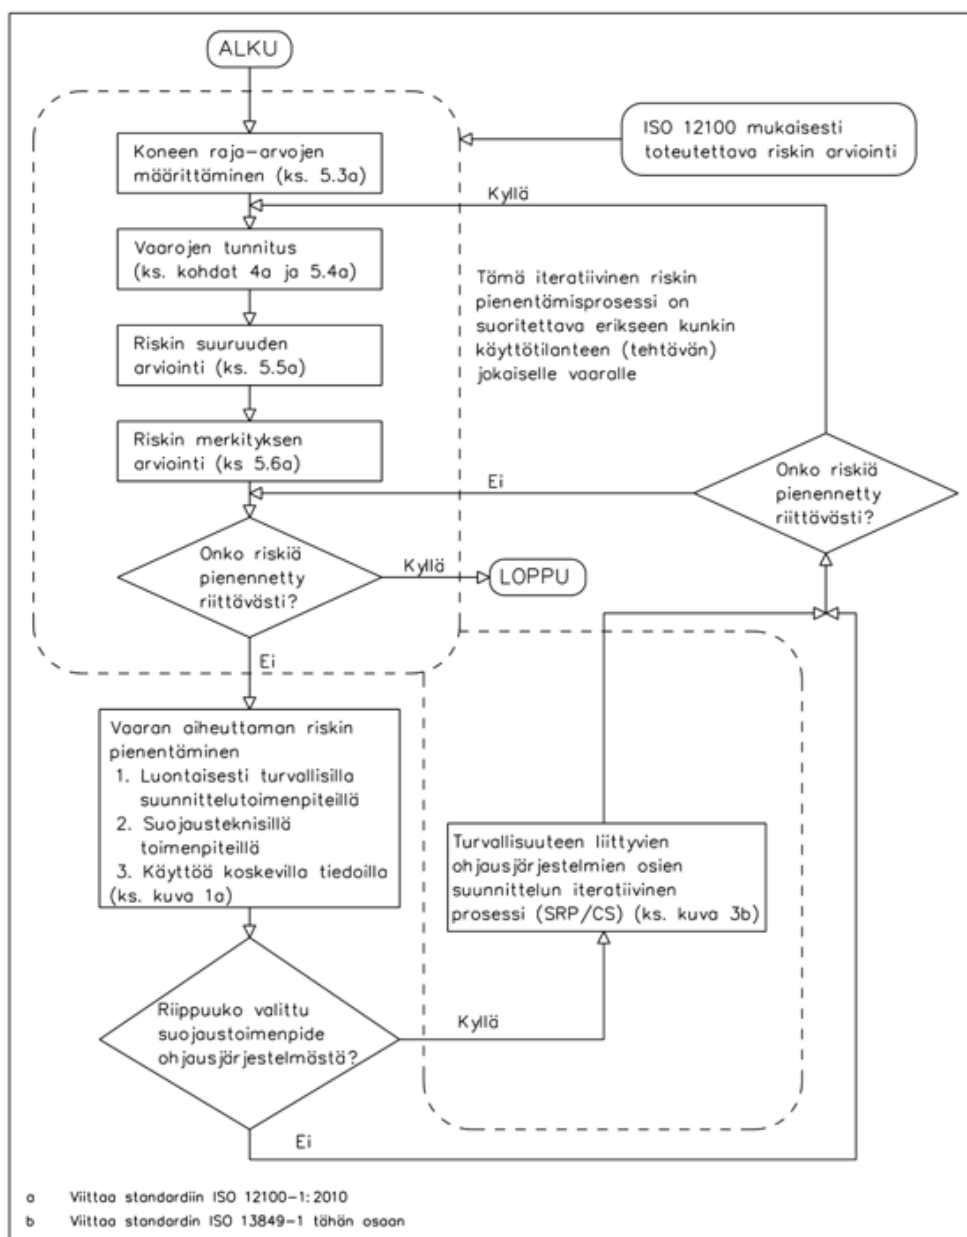 ALKU
ISO 12100 mukaisesti
toteutettava riskin arviointi
Koneen raja-arvojen
määrittäminen (ks. 5.3a)
Kyllä
Vaarojen tunnitus
(ks. kohdat 4a ja 5.4a)
Tämä iteratiivinen riskin
pienentämisprosessi on
suoritettava erikseen kunkin
käyttötilanteen (tehtävän)
jokaiselle vaaralle
Riskin suuruuden
arviointi (ks. 5.5a)
Riskin merkityksen
arviointi (ks 5.6a)
Ei
Onko riskiä
pienennetty
riittävästi?
Onko riskiä
pienennetty
riittävästi?
Kyllä
LOPPU
Ei
Vaaran aiheuttaman riskin
pienentäminen
1. Luontaisesti turvallisilla
suunnittelutoimenpiteillä
2. Suojausteknisillä
toimenpiteillä
3. Käyttöä koskevilla tiedoilla
(ks. kuva 1a)
Turvallisuuteen liittyvien
ohjausjärjestelmien osien
suunnittelun iteratiivinen
prosessi (SRP/CS) (ks. kuva 3b)
Riippuuko valittu
suojaustoimenpide
ohjausjärjestelmästä?
Kyllä
Ei
a Viittaa standardiin ISO 12100-1:2010
b Viittaa standardin ISO 13849-1 tähän osaan